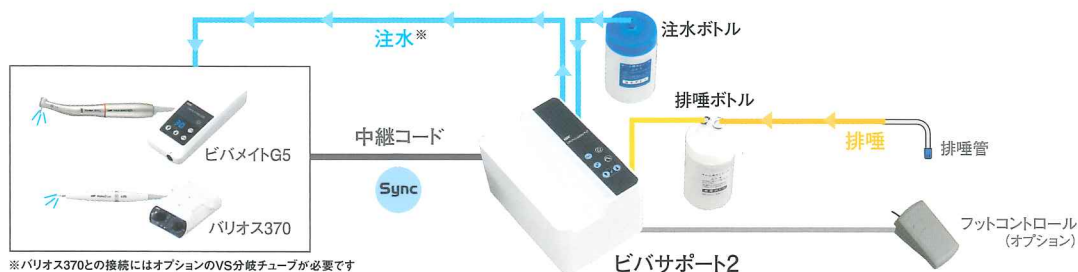 注水※
注水ボトル
排唾ボトル
排唾
排唾管
ビバメイトG5
中継コード
Sync
バリオス370
フットコントロール
(オプション)
ビバサポート2
※バリオス370との接続にはオプションのVS分岐チューブが必要です